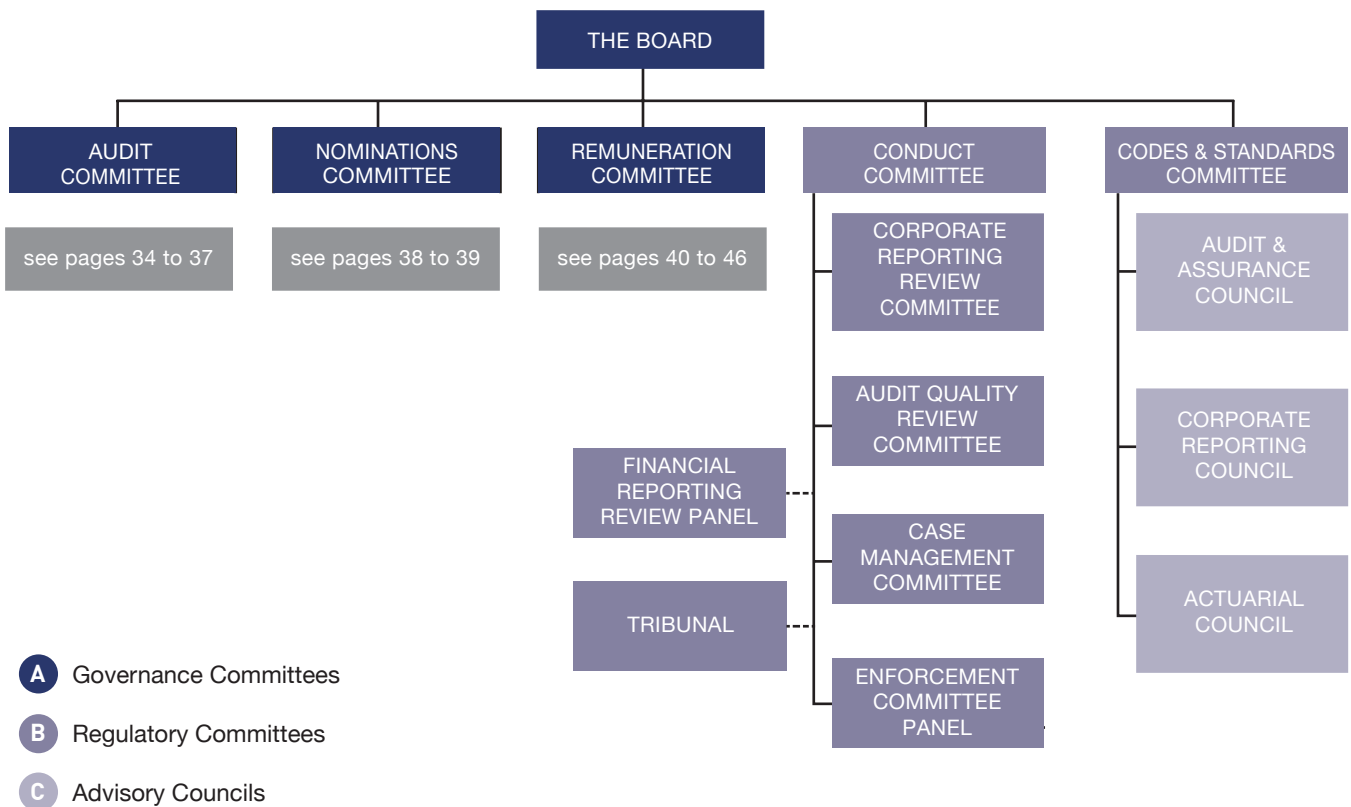 THE BOARD
AUDIT
COMMITTEE
NOMINATIONS
COMMITTEE
REMUNERATION
COMMITTEE
CONDUCT
COMMITTEE
CODES & STANDARDS
COMMITTEE
see pages 34 to 37
see pages 38 to 39
see pages 40 to 46
CORPORATE
REPORTING
REVIEW
COMMITTEE
AUDIT &
ASSURANCE
COUNCIL
AUDIT QUALITY
REVIEW
COMMITTEE
CORPORATE
REPORTING
COUNCIL
FINANCIAL
REPORTING
REVIEW PANEL
CASE
MANAGEMENT
COMMITTEE
TRIBUNAL
ACTUARIAL
COUNCIL
ENFORCEMENT
COMMITTEE
PANEL
A Governance Committees
B Regulatory Committees
C Advisory Councils